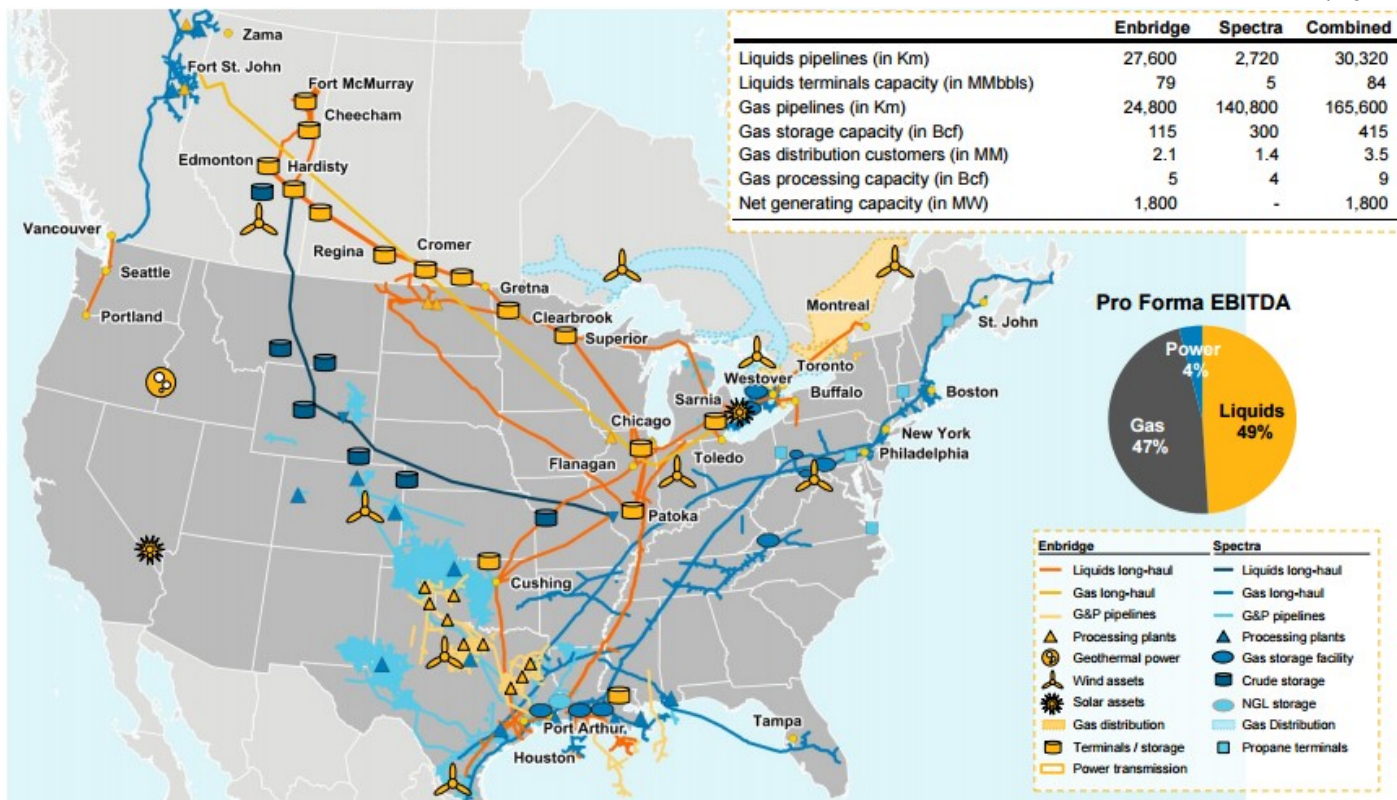 Enbridge Spectra Combined
Liquids pipelines (in Km) 27,600 2,720 30,320
Liquids terminals capacity (in MMbbls) 79 5 84
Gas pipelines (in Km) 24,800 140,800 165,600
Gas storage capacity (in Bcf) 115 300 415
Gas distribution customers (in MM) 2.1 1.4 3.5
Gas processing capacity (in Bcf) 5 4 9
Net generating capacity (in MW) 1,800 - 1,800
Zama
Fort St. John
Fort McMurray
Cheecham
Edmonton
Hardisty
Vancouver
Regina
Cromer
Seattle
Gretna
Portland
Clearbrook
Superior
Montreal
St. John
Toronto
Westover
Buffalo
Boston
Sarnia
Chicago
New York
Flanagan
Toledo
Philadelphia
Patoka
Cushing
Port Arthur,
Houston
Tampa
Pro Forma EBITDA
Power
4%
Gas
47%
Liquids
49%
Enbridge Spectra
Liquids long-haul Liquids long-haul
Gas long-haul Gas long-haul
G&P pipelines G&P pipelines
Processing plants Processing plants
Geothermal power Gas storage facility
Wind assets Crude storage
Solar assets NGL storage
Gas distribution Gas Distribution
Terminals / storage Propane terminals
Power transmission